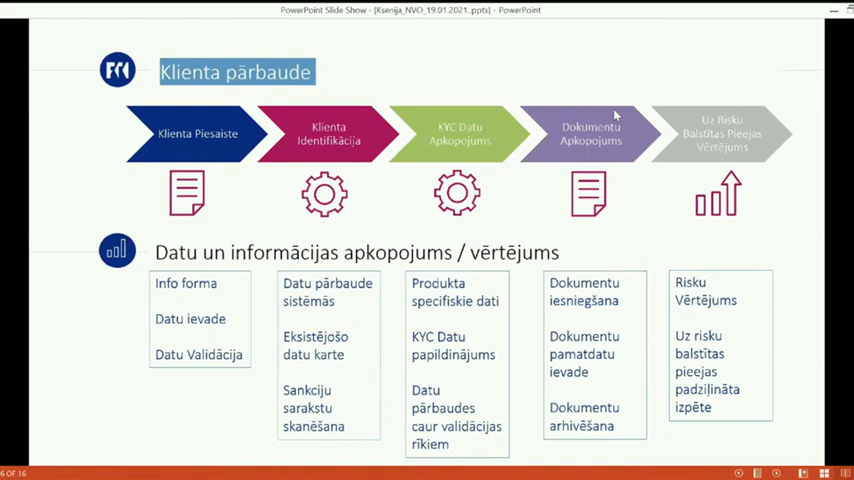 PowerPoint Slide Show - [Ksenija_NVO_19.01.2021..pptx] - PowerPoint
Klienta pārbaude
Klienta Piesaiste
Klienta
Identifikācija
KYC Datu
Apkopojums
Dokumentu
Apkopojums
Uz Risku
Balstītas Pieejas
Vērtējums
Datu un informācijas apkopojums / vērtējums
Info forma
Datu ievade
Datu Validācija
Datu pārbaude
sistēmās
Eksistējošo
datu karte
Sankciju
sarakstu
skanēšana
Produkta
specifiskie dati
KYC Datu
papildinājums
Datu
pārbaudes
caur validācijas
rīkiem
Dokumentu
iesniegšana
Dokumentu
pamatdatu
ievade
Dokumentu
arhivēšana
Risku
Vērtējums
Uz risku
balstītas
pieejas
padziļināta
izpēte
6 OF 16